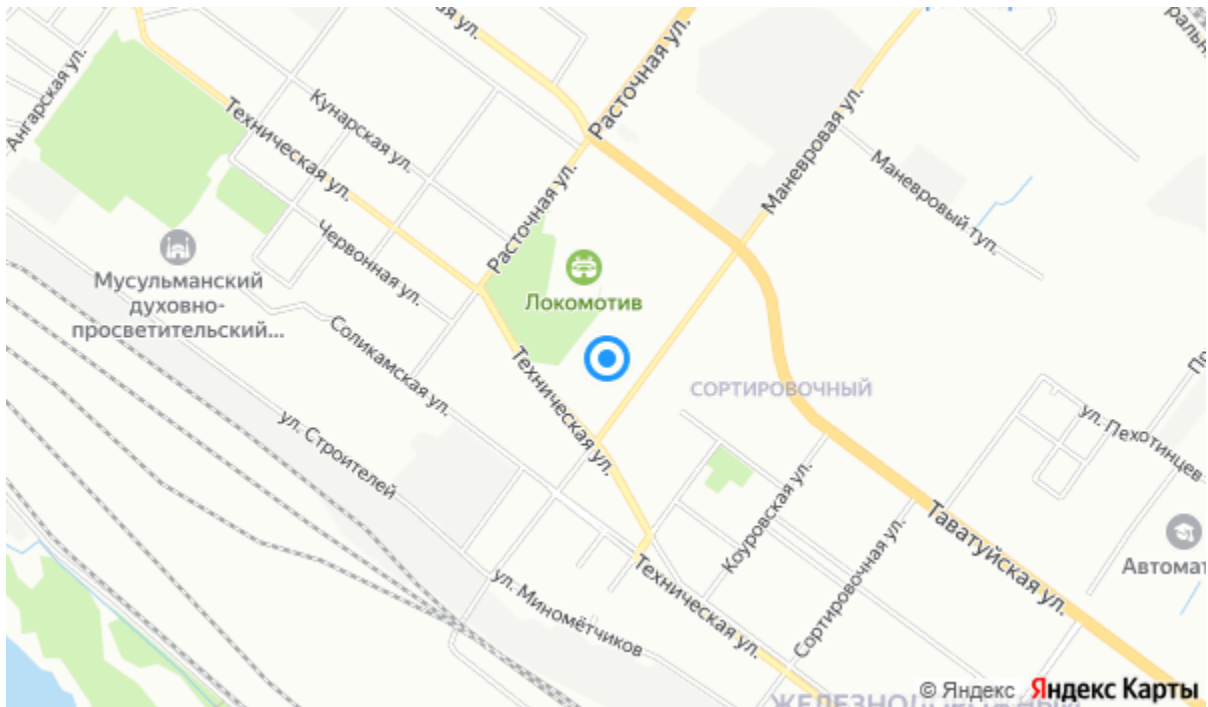 Расточная ул.
ул.
Ангарская ул.
Техническая ул.
Кунарская ул.
Маневровая ул.
Маневровый туп.
Расточная ул.
Червонная ул.
Мусульманский
духовно-
просветительский...
Локомотив
Соликамская ул.
Техническая ул.
СОРТИРОВОЧНЫЙ
ул. Строителей
ул. Пехотинцев
Коуровская ул.
Сортировочная ул.
Таватуйская ул.
Автомат
ул. Миномётчиков
Техническая ул.
© Яндекс Яндекс Карты